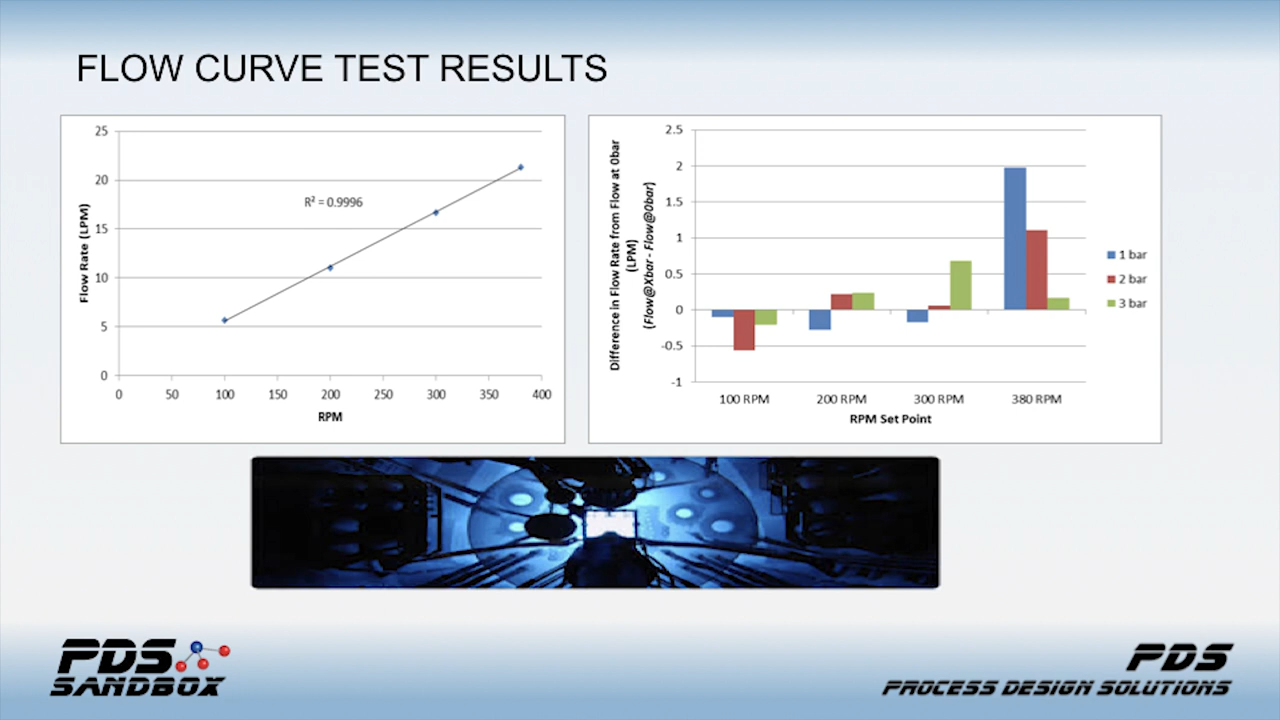 FLOW CURVE TEST RESULTS
25
20
15
10
5
0
Flow Rate (LPM)
R² = 0.9996
0 50 100 150 200 250 300 350 400
RPM
2.5
2
1.5
1
0.5
0
-0.5
-1
Difference in Flow Rate from Flow at 0bar
(LPM)
(Flow@Xbar - Flow@0bar)
100 RPM 200 RPM 300 RPM 380 RPM
RPM Set Point
1 bar
2 bar
3 bar
PDS
SANDBOX
PDS
PROCESS DESIGN SOLUTIONS